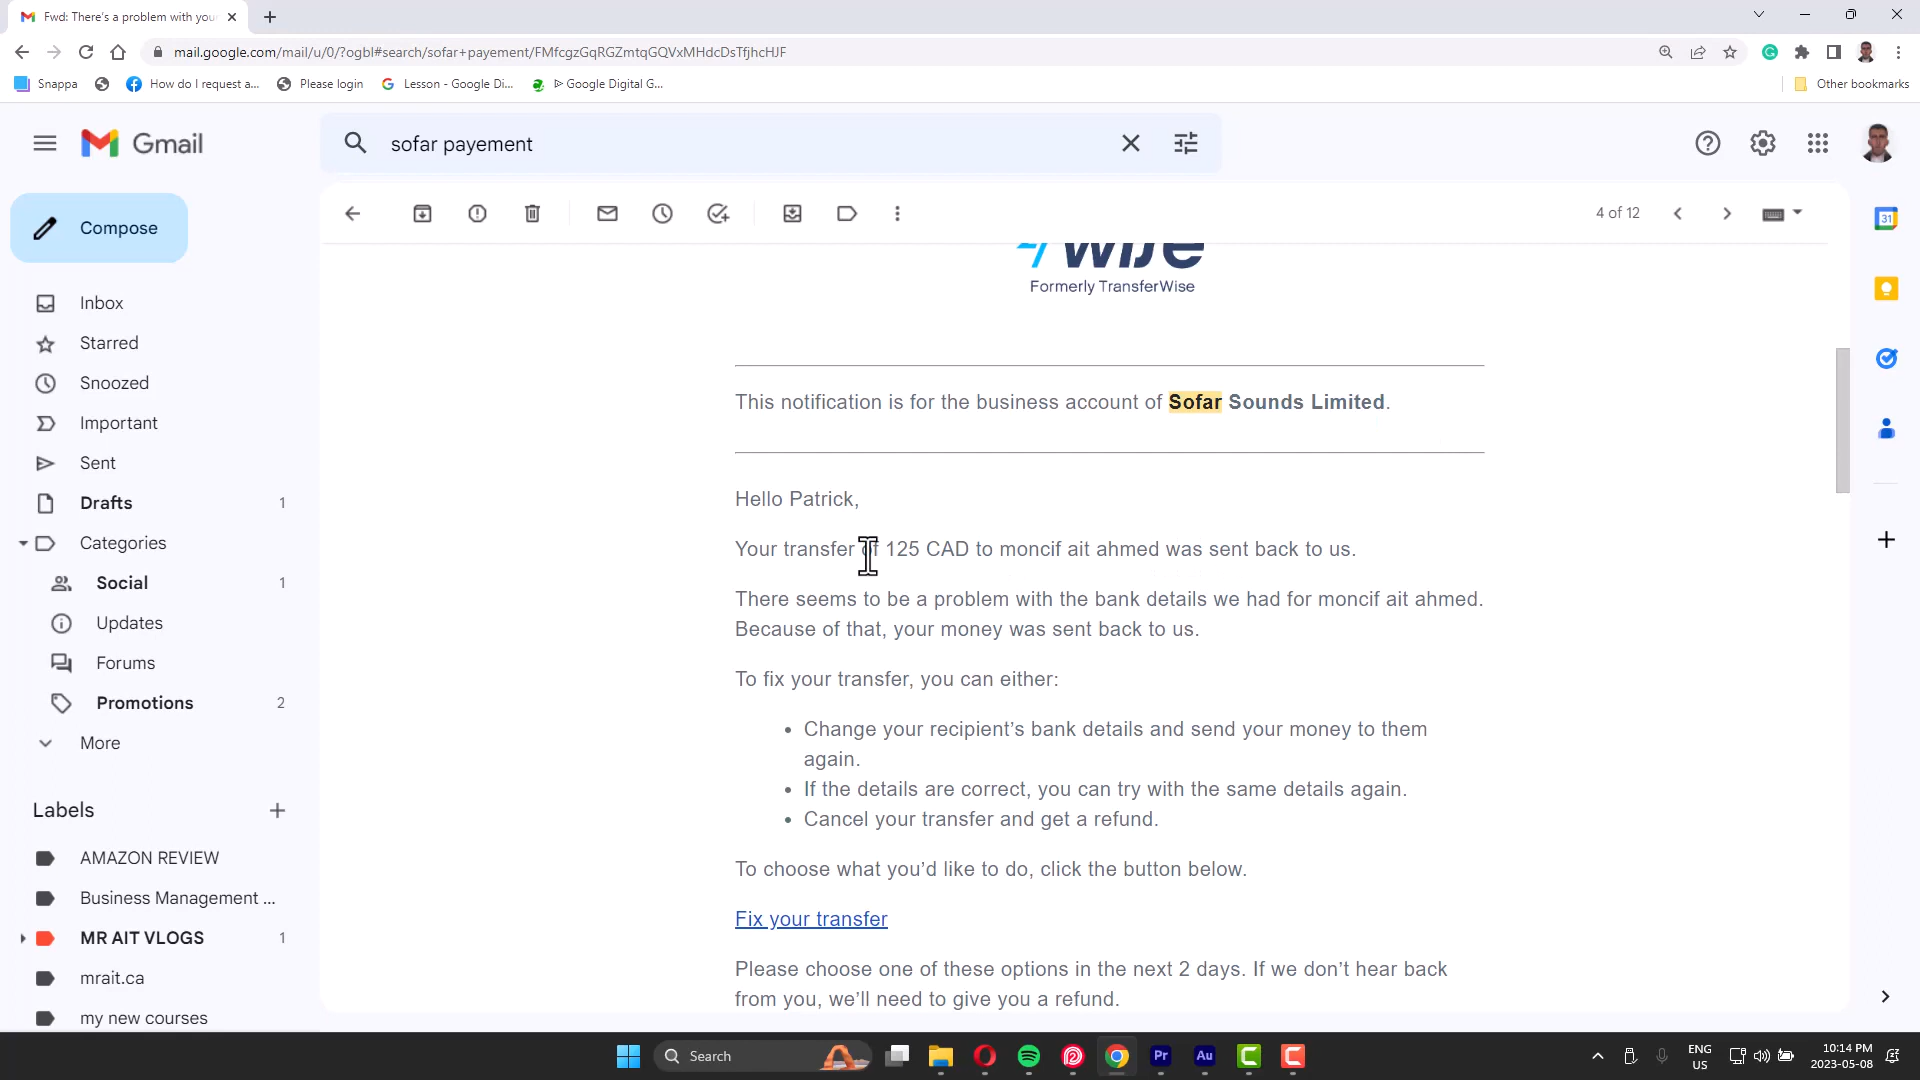 Fwd: There's a problem with your
mail.google.com/mail/u/0/?ogbl#search/sofar+payement/FMfcgzGqRGZmtqGQVxMHdcDsTfjhcHJF
Snappa
How do I request a...
Please login
Lesson - Google Di...
Google Digital G...
Other bookmarks
Gmail
sofar payement
Compose
4 of 12
31
Inbox
Starred
Snoozed
Important
Sent
Drafts 1
Categories
Social 1
Updates
Forums
Promotions 2
More
Labels
AMAZON REVIEW
Business Management ...
MR AIT VLOGS 1
mrait.ca
my new courses
wise
Formerly TransferWise
This notification is for the business account of Sofar Sounds Limited.
Hello Patrick,
Your transfer of 125 CAD to moncif ait ahmed was sent back to us.
There seems to be a problem with the bank details we had for moncif ait ahmed.
Because of that, your money was sent back to us.
To fix your transfer, you can either:
• Change your recipient's bank details and send your money to them
again.
• If the details are correct, you can try with the same details again.
• Cancel your transfer and get a refund.
To choose what you'd like to do, click the button below.
Fix your transfer
Please choose one of these options in the next 2 days. If we don't hear back
from you, we'll need to give you a refund.
Search
Pr
Au
ENG
US
10:14 PM
2023-05-08